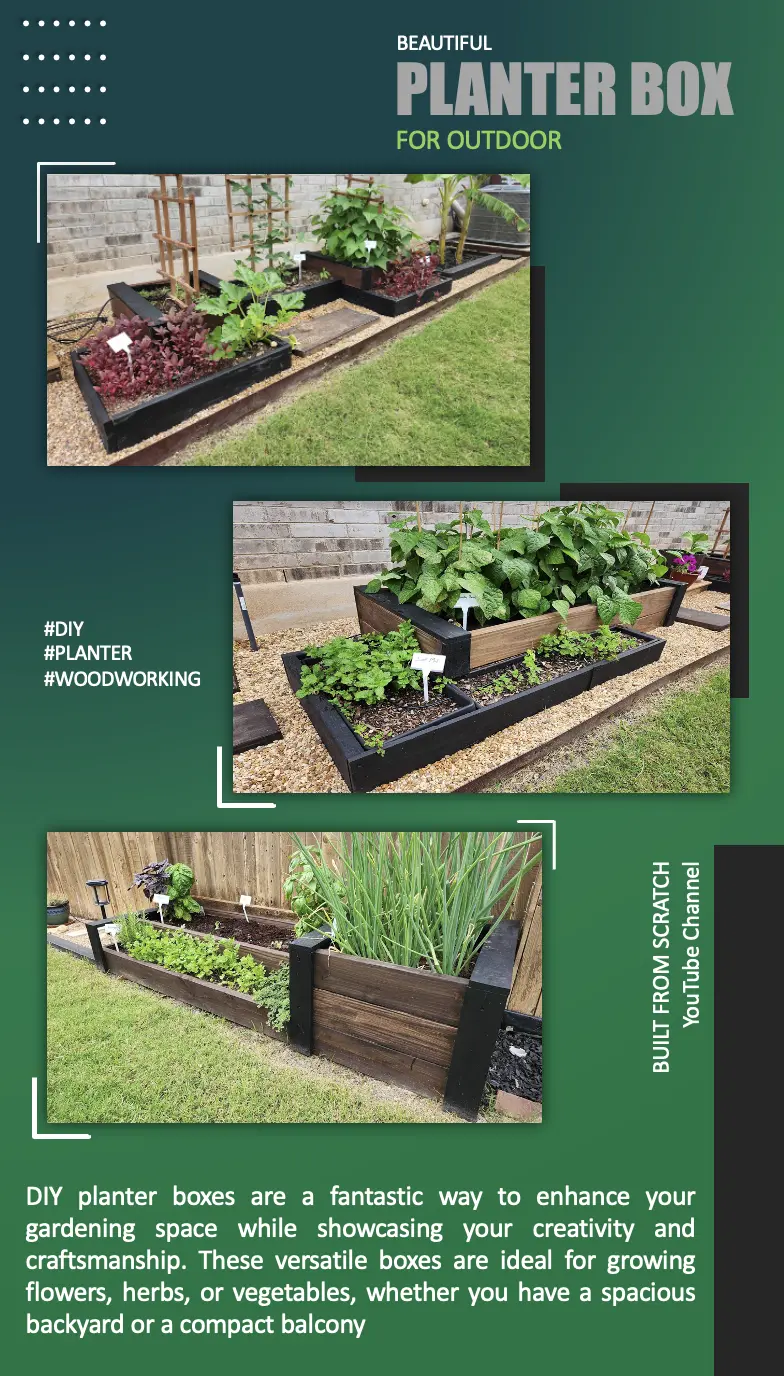 BEAUTIFUL
PLANTER BOX
FOR OUTDOOR
#DIY
#PLANTER
#WOODWORKING
BUILT FROM SCRATCH
YouTube Channel
DIY planter boxes are a fantastic way to enhance your
gardening space while showcasing your creativity and
craftsmanship. These versatile boxes are ideal for growing
flowers, herbs, or vegetables, whether you have a spacious
backyard or a compact balcony